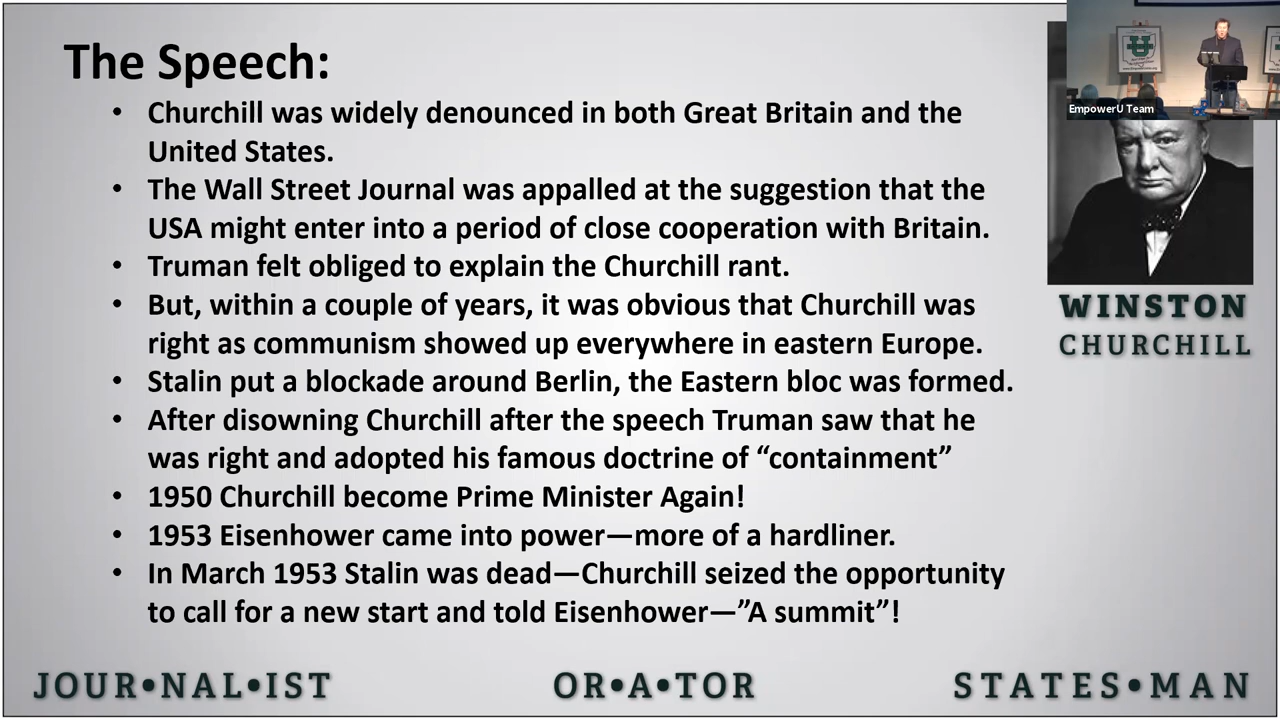 The Speech:
• Churchill was widely denounced in both Great Britain and the
United States.
• The Wall Street Journal was appalled at the suggestion that the
USA might enter into a period of close cooperation with Britain.
• Truman felt obliged to explain the Churchill rant.
• But, within a couple of years, it was obvious that Churchill was
right as communism showed up everywhere in eastern Europe.
• Stalin put a blockade around Berlin, the Eastern bloc was formed.
• After disowning Churchill after the speech Truman saw that he
was right and adopted his famous doctrine of “containment”
• 1950 Churchill become Prime Minister Again!
• 1953 Eisenhower came into power—more of a hardliner.
• In March 1953 Stalin was dead—Churchill seized the opportunity
to call for a new start and told Eisenhower—”A summit”!
EmpowerU Team
WINSTON
CHURCHILL
JOUR•NAL•IST
OR•A•TOR
STATES•MAN